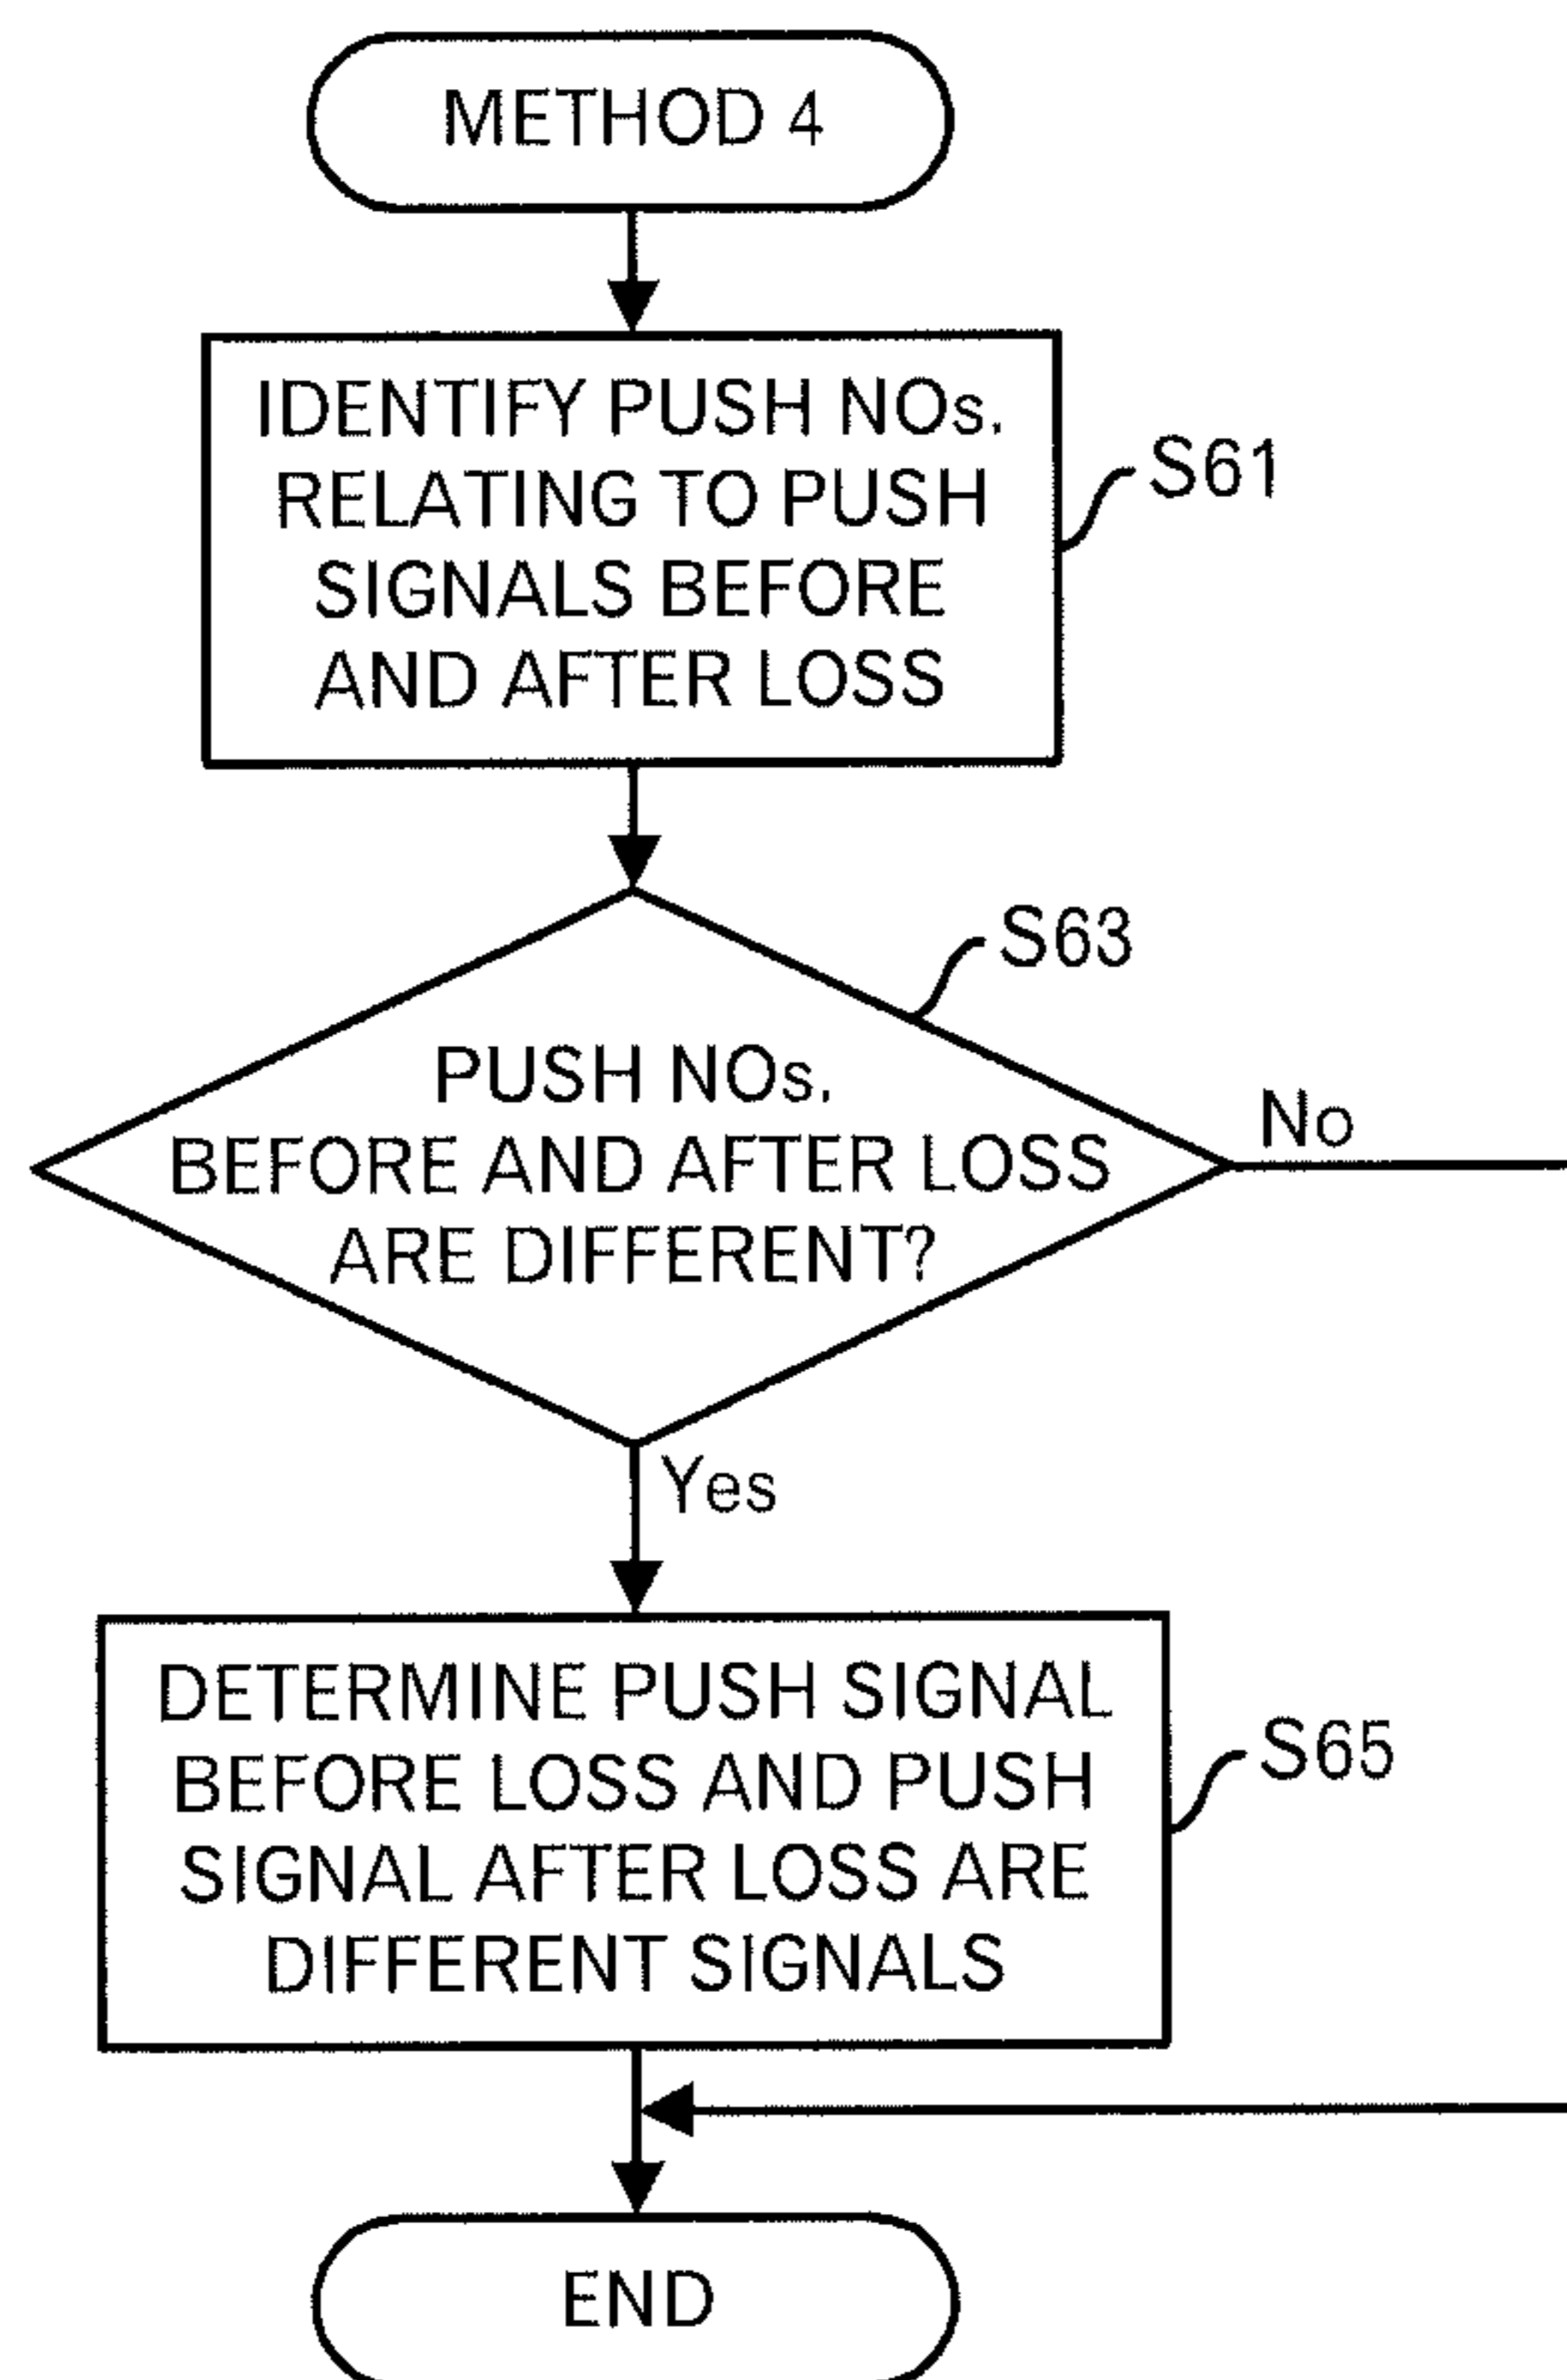 METHOD 4
IDENTIFY PUSH NOs.
RELATING TO PUSH
SIGNALS BEFORE
AND AFTER LOSS
S61
S63
PUSH NOs.
BEFORE AND AFTER LOSS
ARE DIFFERENT?
No
Yes
DETERMINE PUSH SIGNAL
BEFORE LOSS AND PUSH
SIGNAL AFTER LOSS ARE
DIFFERENT SIGNALS
S65
END